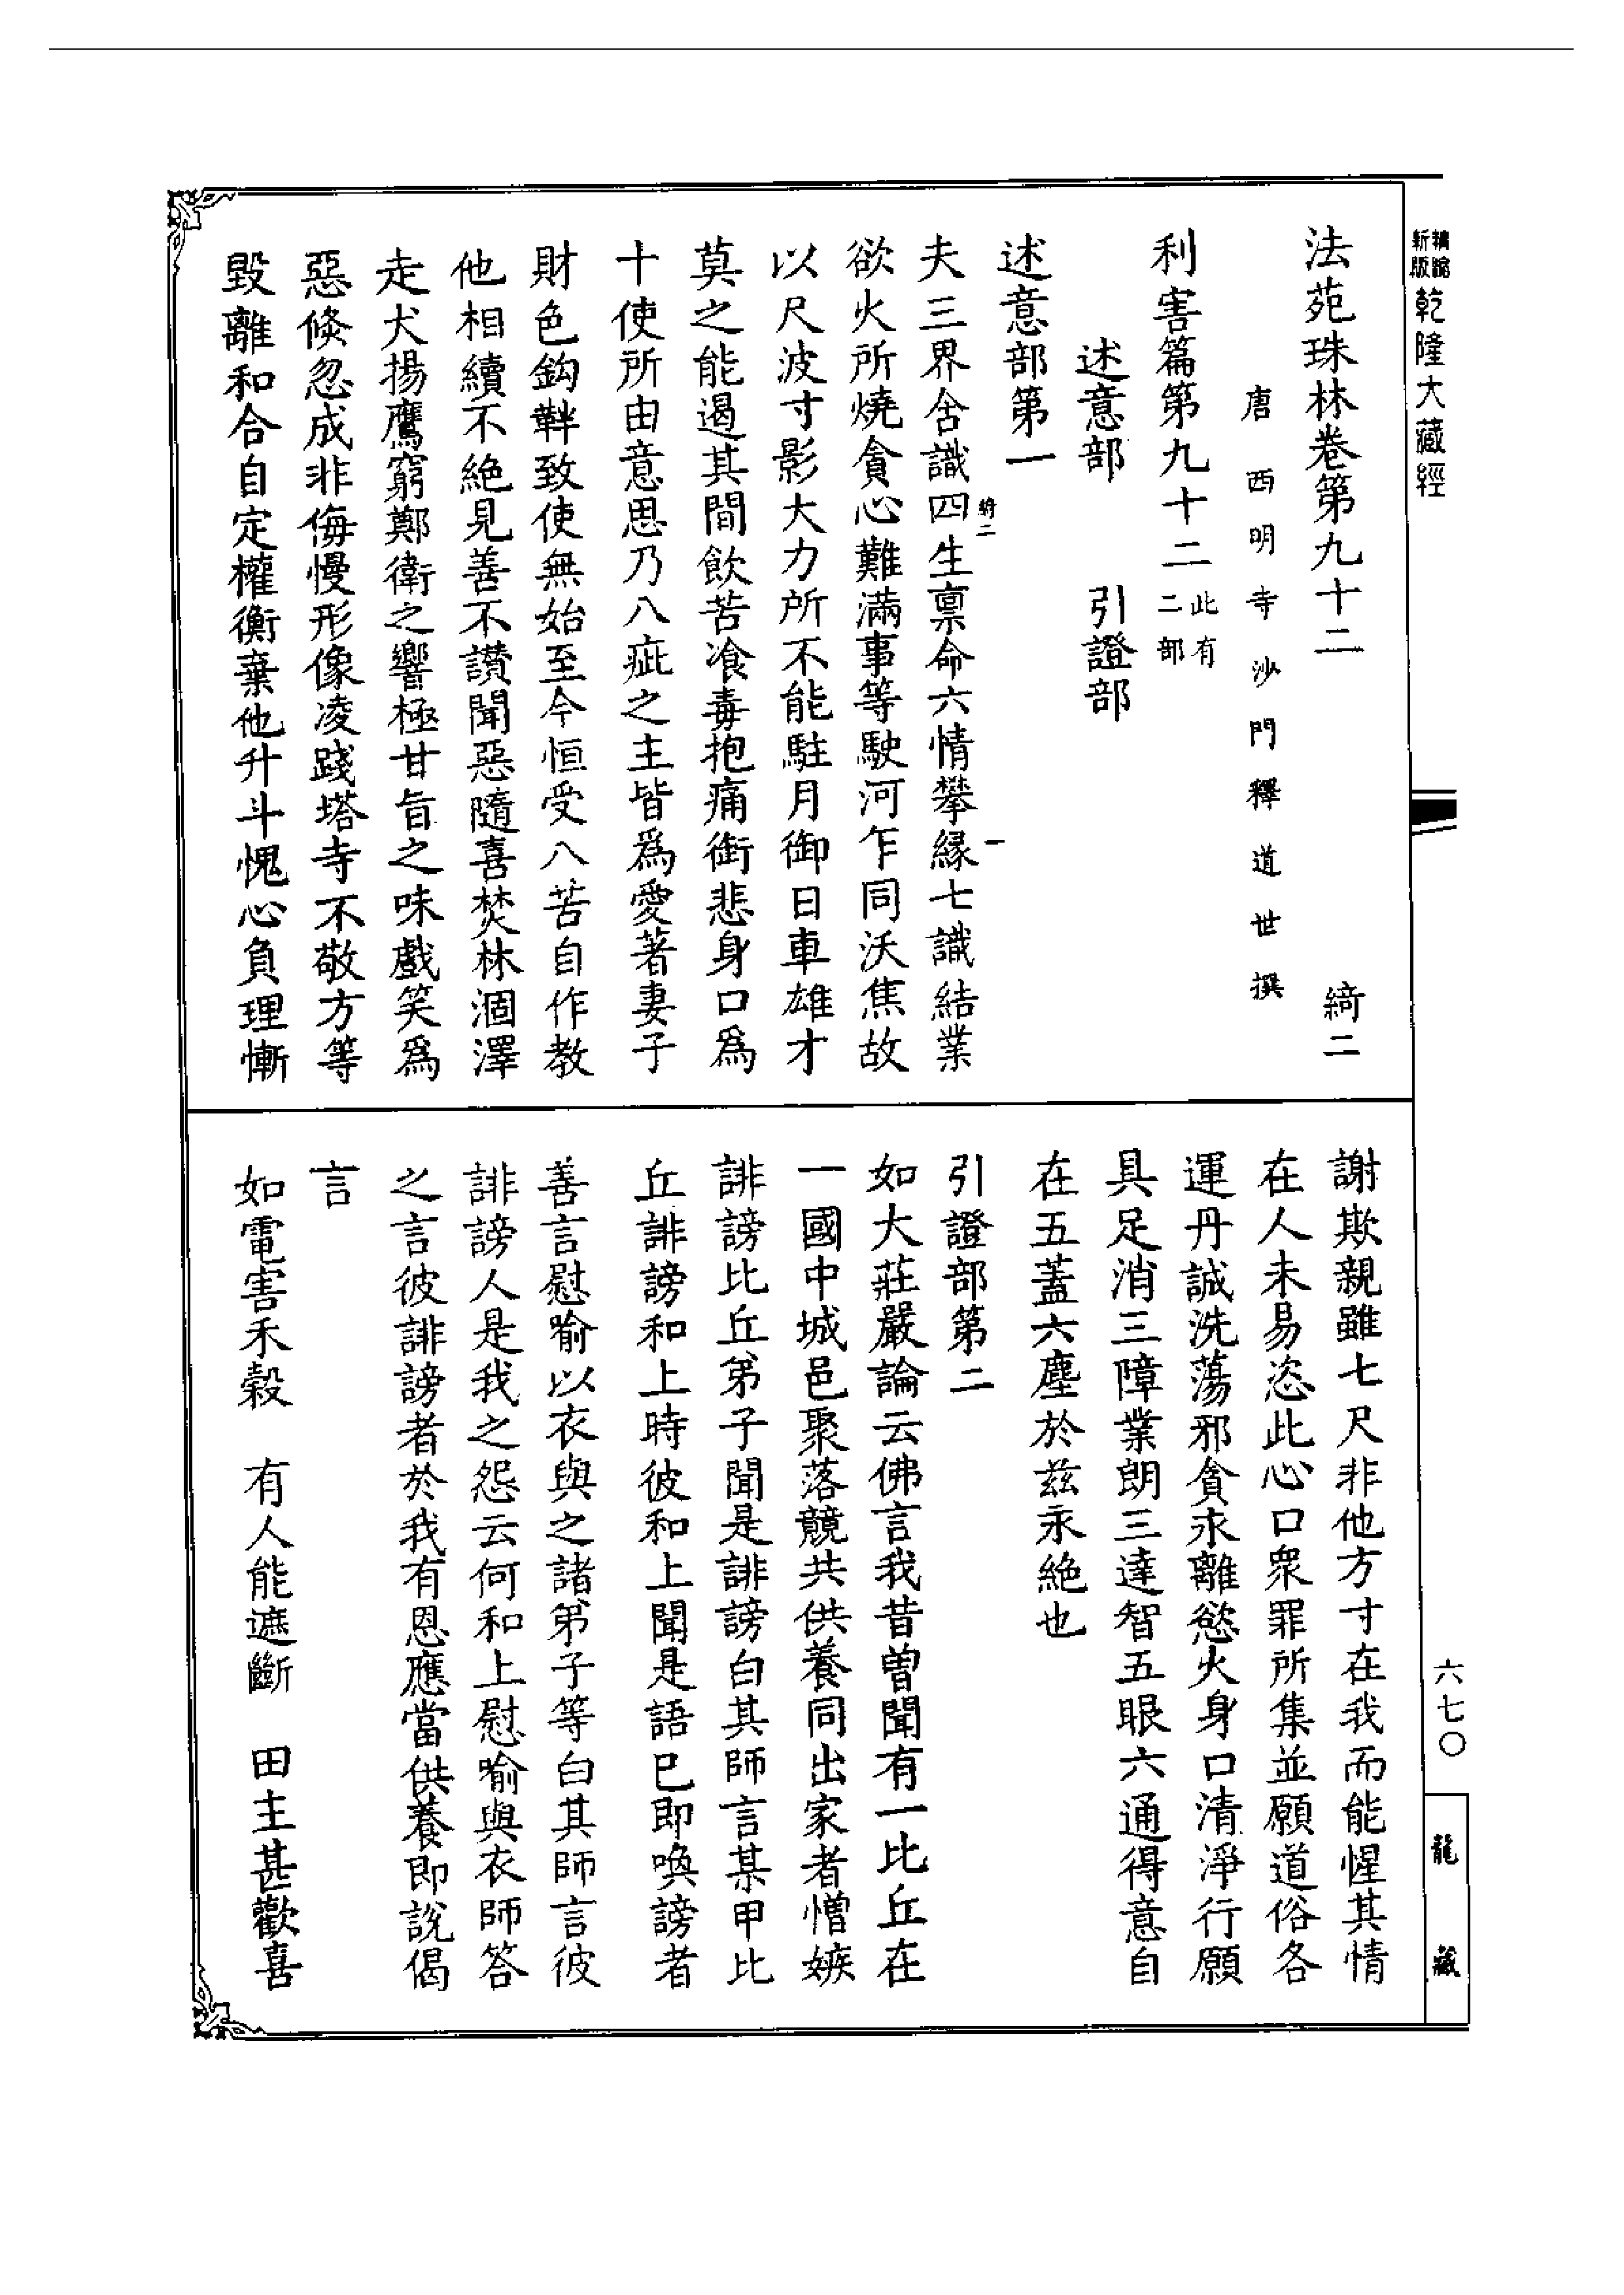 新版精縮乾隆大藏經
六七〇
龍藏
法苑珠林卷第九十二 綺二
唐西明寺沙門釋道世撰
利害篇第九十二此有二部
述意部 引證部
述意部第一
夫三界含識四生禀命六情攀緣七識結業
綺二 一
欲火所燒貪心難滿事等駛河乍同沃焦故
以尺波寸影大力所不能駐月御日車雄才
莫之能遏其間飲苦飡毒抱痛銜悲身口爲
十使所由意思乃八疵之主皆爲愛著妻子
財色鈎靽致使無始至今恒受八苦自作教
他相續不絕見善不讃聞惡隨喜焚林涸澤
走犬揚鷹窮鄭衛之響極甘旨之味戲笑爲
惡倏忽成非侮慢形像凌踐塔寺不敬方等
毀離和合自定權衡棄他升斗愧心負理慚
謝欺親雖七尺非他方寸在我而能惺其情
在人未易恣此心口衆罪所集並願道俗各
運丹誠洗蕩邪貪永離慾火身口清淨行願
具足消三障業朗三達智五眼六通得意自
在五蓋六塵於茲永絕也
引證部第二
如大莊嚴論云佛言我昔曾聞有一比丘在
一國中城邑聚落競共供養同出家者憎嫉
誹謗比丘弟子聞是誹謗白其師言某甲比
丘誹謗和上時彼和上聞是語已即喚謗者
善言慰喻以衣與之諸弟子等白其師言彼
誹謗人是我之怨云何和上慰喻與衣師答
之言彼誹謗者於我有恩應當供養即說偈
言
如電害禾穀 有人能遮斷 田主甚歡喜